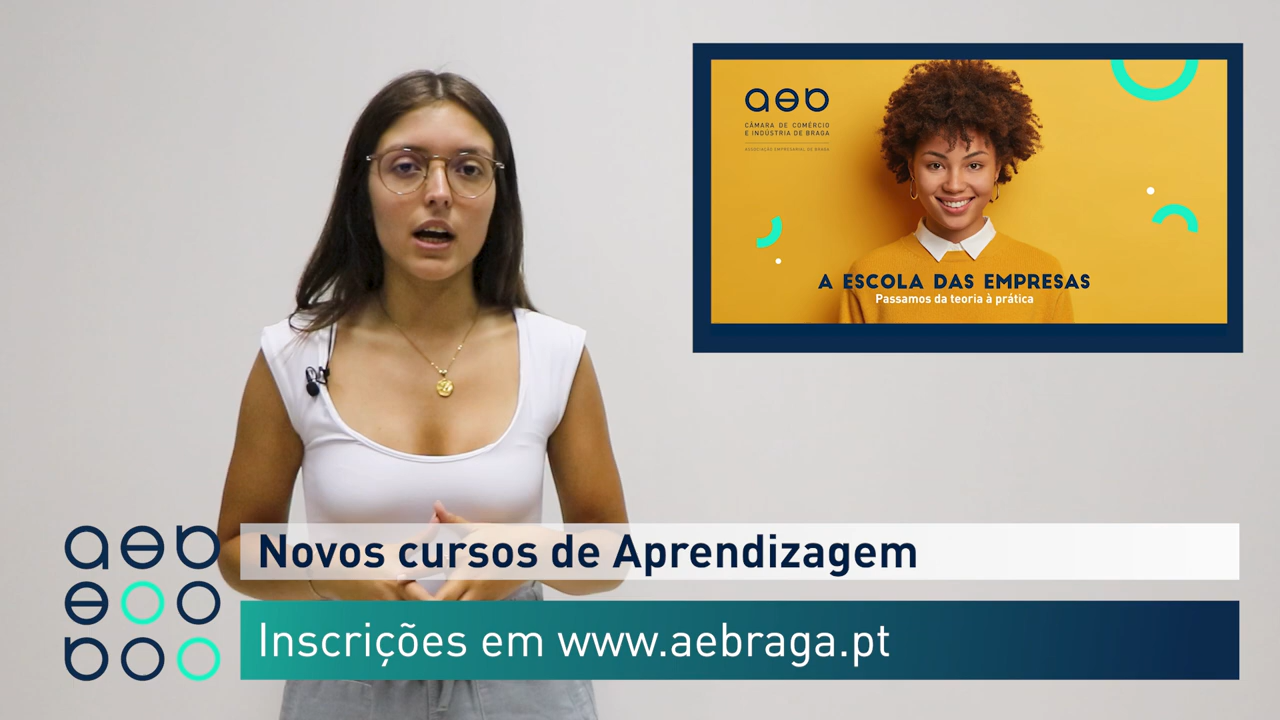 aeb
CÂMARA DE COMÉRCIO
E INDÚSTRIA DE BRAGA
ASSOCIAÇÃO EMPRESARIAL DE BRAGA
A ESCOLA DAS EMPRESAS
Passamos da teoria à prática
aeb
Novos cursos de Aprendizagem
Inscrições em www.aebraga.pt